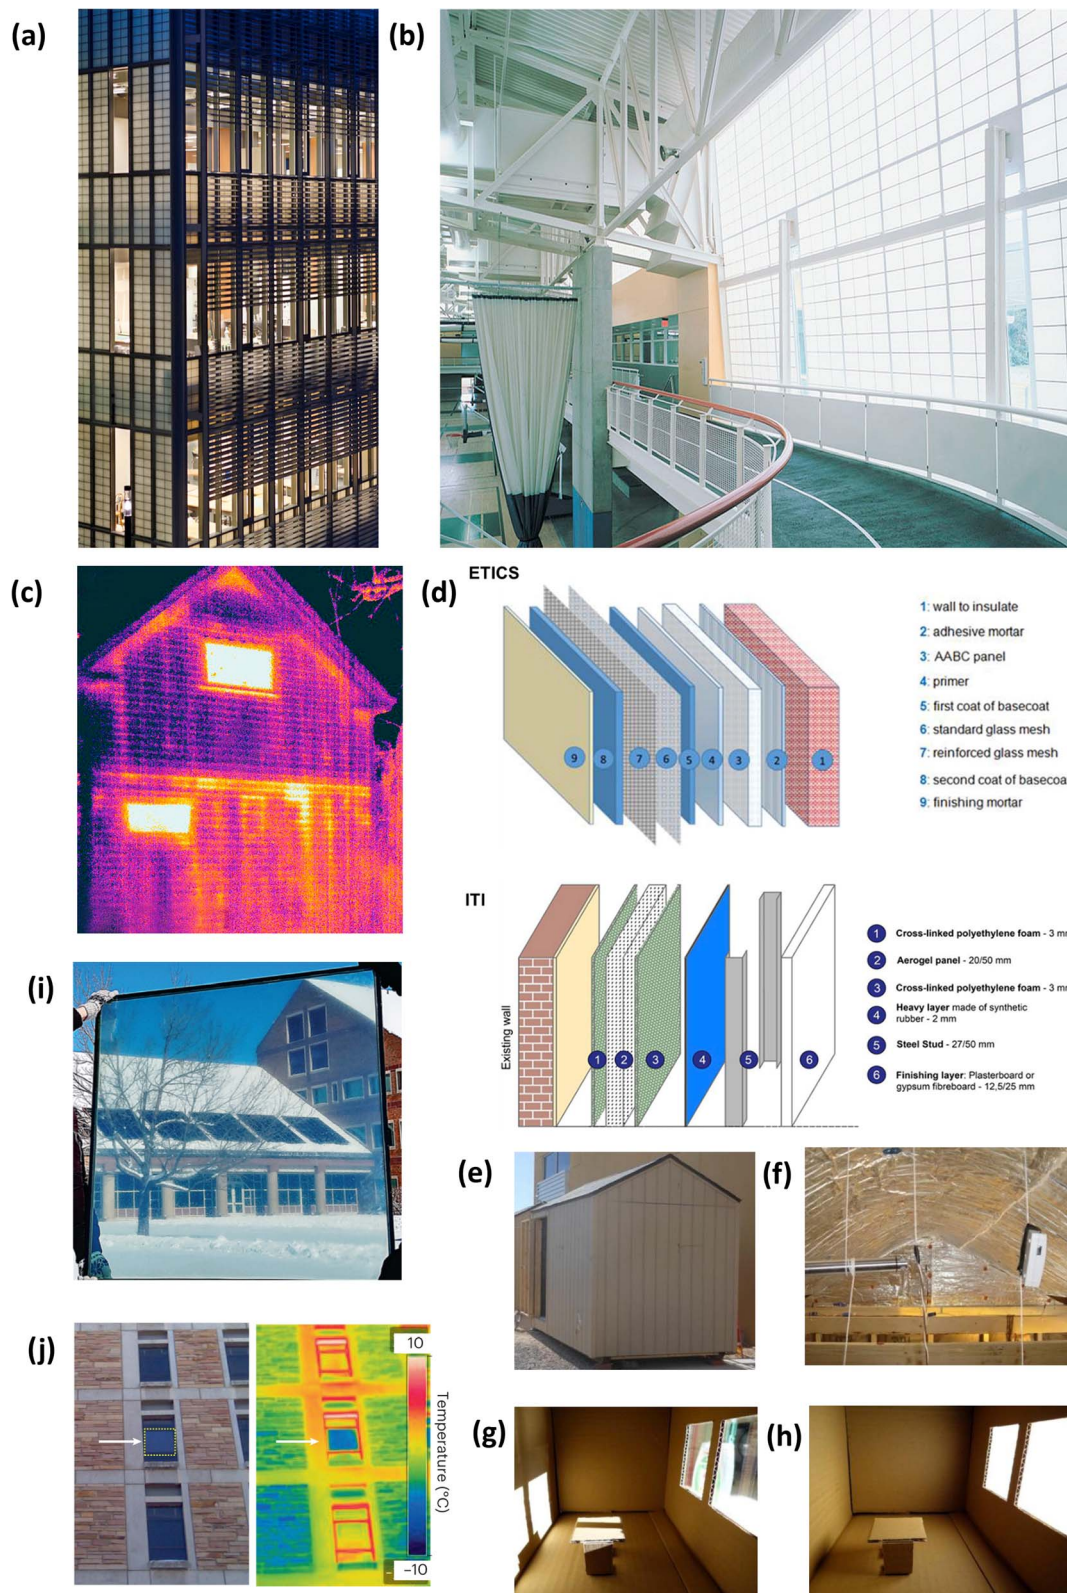 (a)
(b)
(c)
(d)
ETICS
1: wall to insulate
2: adhesive mortar
3: AABC panel
4: primer
5: first coat of basecoat
6: standard glass mesh
7: reinforced glass mesh
8: second coat of basecoa
9: finishing mortar
9 8 7 6 5 4 3 2 1
ITI
Existing wall
1 2 3 4 5 6
1 Cross-linked polyethylene foam - 3 mm
2 Aerogel panel - 20/50 mm
3 Cross-linked polyethylene foam - 3 mm
4 Heavy layer made of synthetic
rubber - 2 mm
5 Steel Stud - 27/50 mm
6 Finishing layer: Plasterboard or
gypsum fibreboard - 12,5/25 mm
(i)
(e)
(f)
(j)
10
Temperature (°C)
-10
(g)
(h)